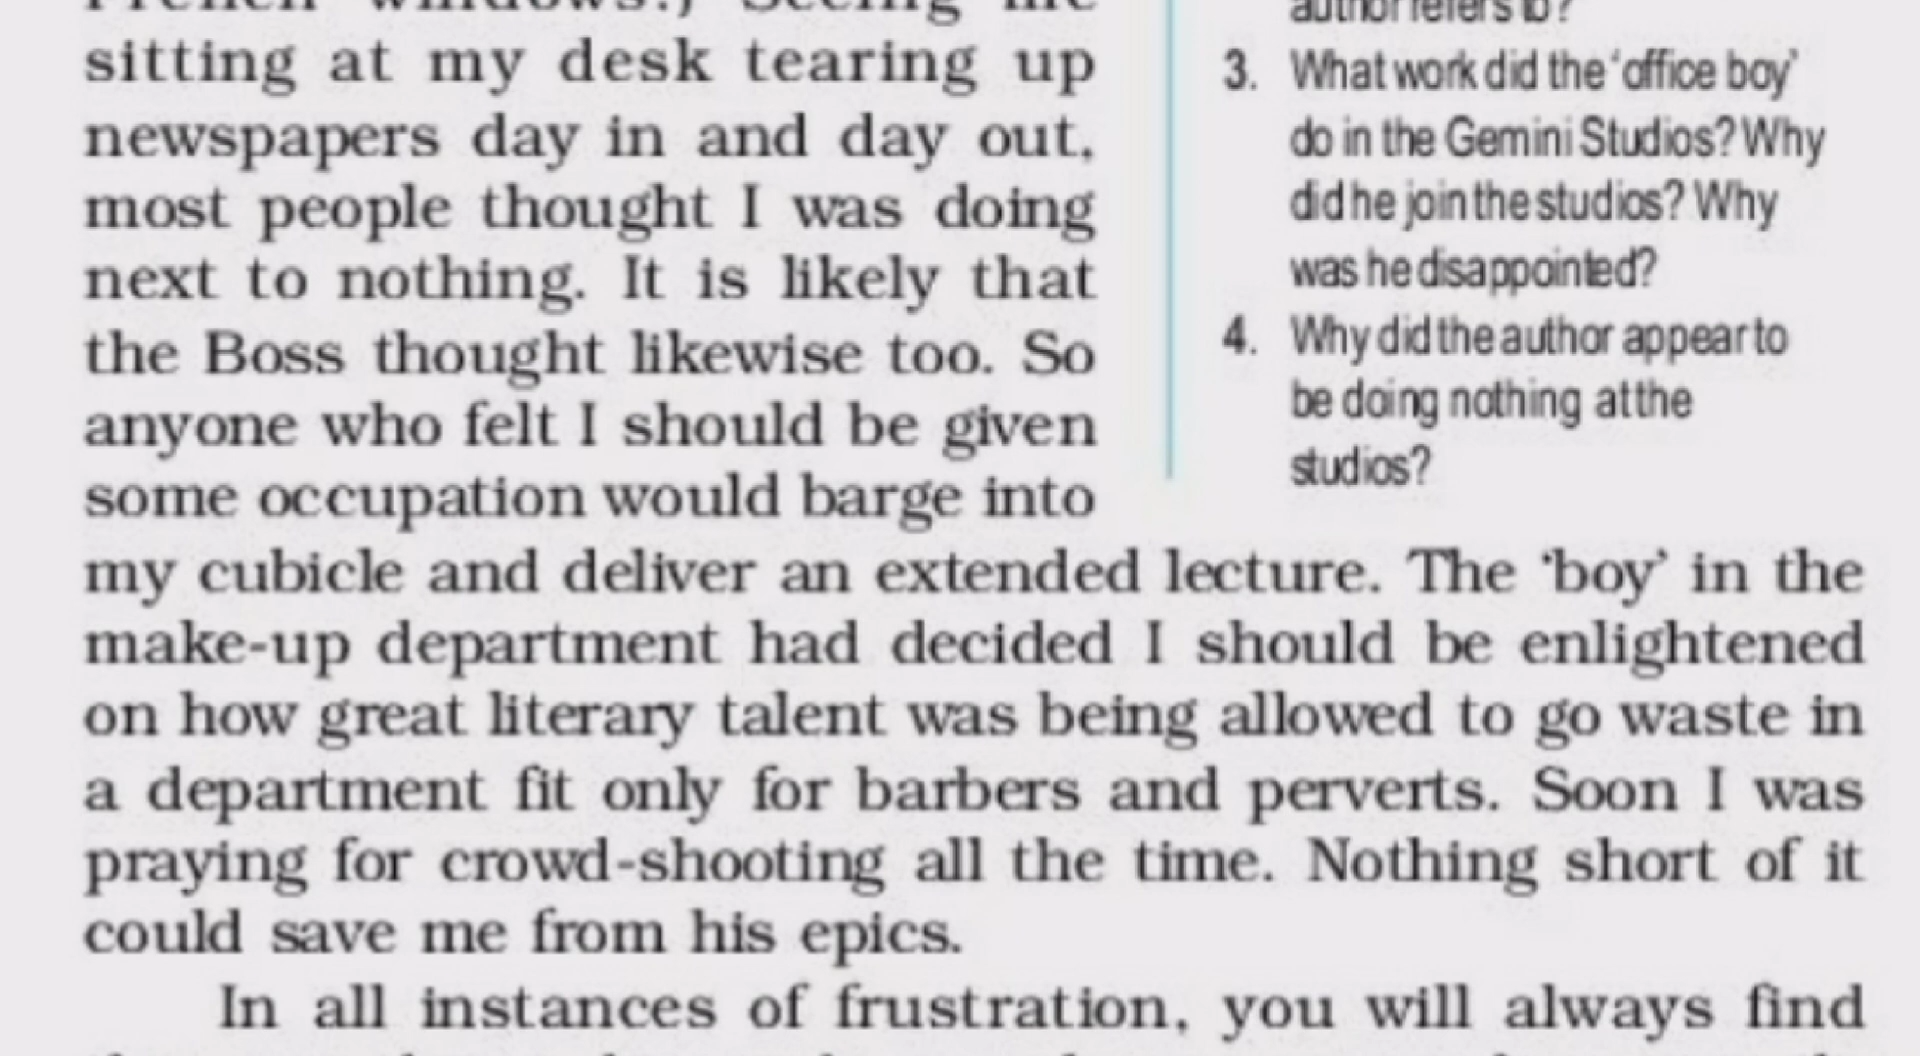 sitting at my desk tearing up
newspapers day in and day out,
most people thought I was doing
next to nothing. It is likely that
the Boss thought likewise too. So
anyone who felt I should be given
some occupation would barge into
my cubicle and deliver an extended lecture. The ‘boy’ in the
make-up department had decided I should be enlightened
on how great literary talent was being allowed to go waste in
a department fit only for barbers and perverts. Soon I was
praying for crowd-shooting all the time. Nothing short of it
could save me from his epics.
In all instances of frustration, you will always find
author refers to?
3. What work did the ‘office boy’
do in the Gemini Studios? Why
did he join the studios? Why
was he disappointed?
4. Why did the author appear to
be doing nothing at the
studios?